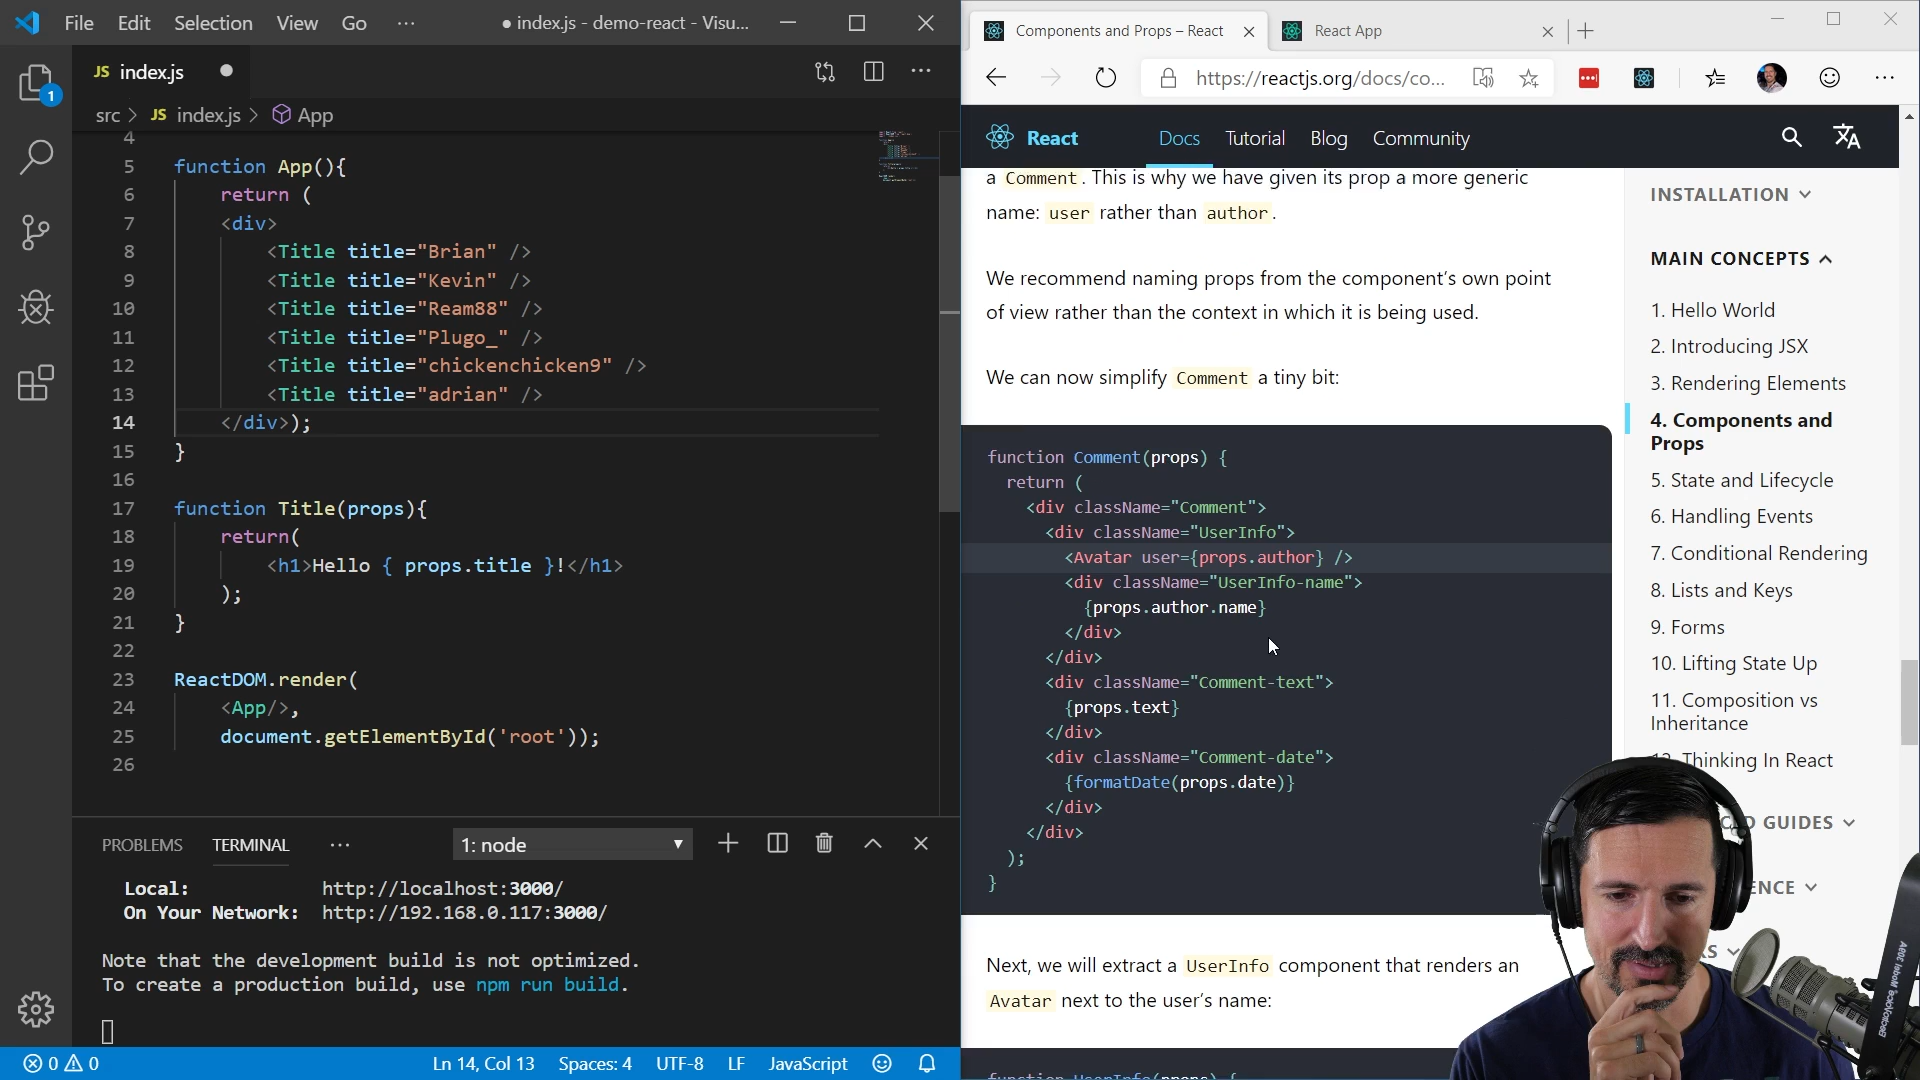 File Edit Selection View Go ··· ● index.js - demo-react - Visu...
JS index.js ●
src > JS index.js > App
1
4
5 function App(){
6 return (
7 <div>
8 <Title title="Brian" />
9 <Title title="Kevin" />
10 <Title title="Ream88" />
11 <Title title="Plugo_" />
12 <Title title="chickenchicken9" />
13 <Title title="adrian" />
14 </div>);
15 }
16
17 function Title(props){
18 return(
19 <h1>Hello { props.title }!</h1>
20 );
21 }
22
23 ReactDOM.render(
24 <App/>,
25 document.getElementById('root'));
26
PROBLEMS TERMINAL ··· 1: node
Local: http://localhost:3000/
On Your Network: http://192.168.0.117:3000/
Note that the development build is not optimized.
To create a production build, use npm run build.
0 0 Ln 14, Col 13 Spaces: 4 UTF-8 LF JavaScript
Components and Props – React
React App
https://reactjs.org/docs/co...
React Docs Tutorial Blog Community
a Comment. This is why we have given its prop a more generic
name: user rather than author.
We recommend naming props from the component's own point
of view rather than the context in which it is being used.
We can now simplify Comment a tiny bit:
function Comment(props) {
return (
<div className="Comment">
<div className="UserInfo">
<Avatar user={props.author} />
<div className="UserInfo-name">
{props.author.name}
</div>
</div>
<div className="Comment-text">
{props.text}
</div>
<div className="Comment-date">
{formatDate(props.date)}
</div>
</div>
);
}
Next, we will extract a UserInfo component that renders an
Avatar next to the user's name:
function UserInfo(props) {
INSTALLATION
MAIN CONCEPTS
1. Hello World
2. Introducing JSX
3. Rendering Elements
4. Components and
Props
5. State and Lifecycle
6. Handling Events
7. Conditional Rendering
8. Lists and Keys
9. Forms
10. Lifting State Up
11. Composition vs
Inheritance
12. Thinking In React
GUIDES